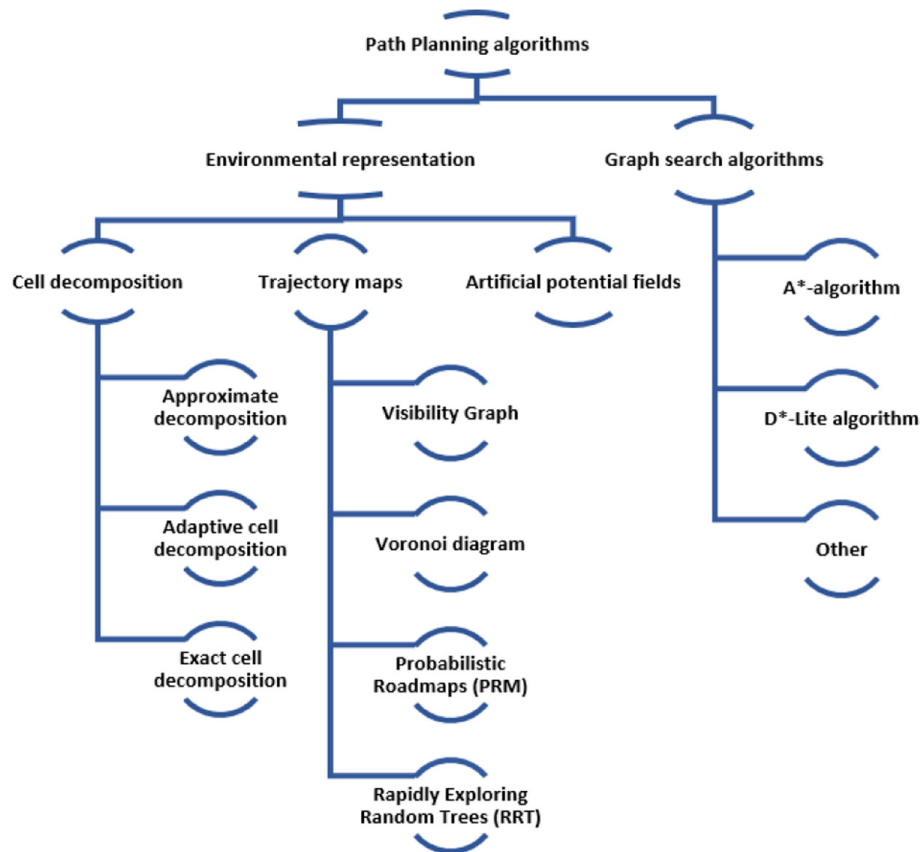 Path Planning algorithms
Environmental representation
Graph search algorithms
Cell decomposition
Trajectory maps
Artificial potential fields
A*-algorithm
Approximate
decomposition
Visibility Graph
D*-Lite algorithm
Adaptive cell
decomposition
Voronoi diagram
Other
Exact cell
decomposition
Probabilistic
Roadmaps (PRM)
Rapidly Exploring
Random Trees (RRT)